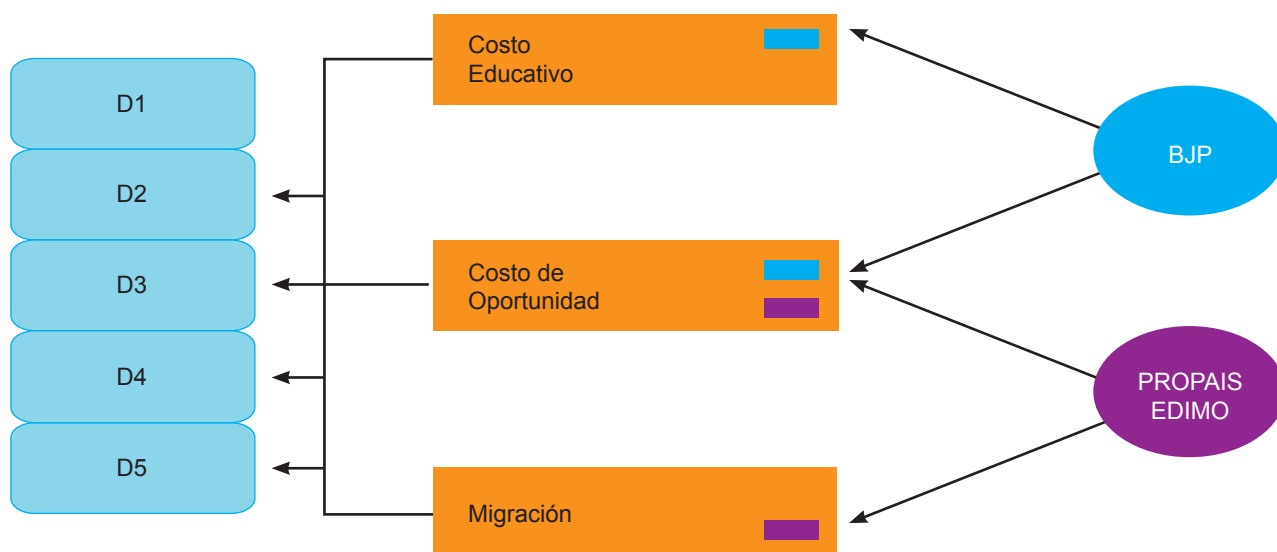 D1
D2
D3
D4
D5
Costo
Educativo
Costo de
Oportunidad
Migración
BJP
PROPAIS
EDIMO